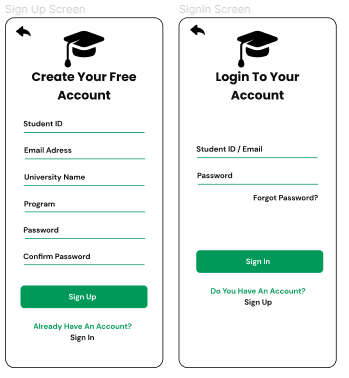 Sign Up Screen
Create Your Free
Account
Student ID
Email Adress
University Name
Program
Password
Confirm Password
Sign Up
Already Have An Account?
Sign In
SignIn Screen
Login To Your
Account
Student ID / Email
Password
Forgot Password?
Sign In
Do You Have An Account?
Sign Up